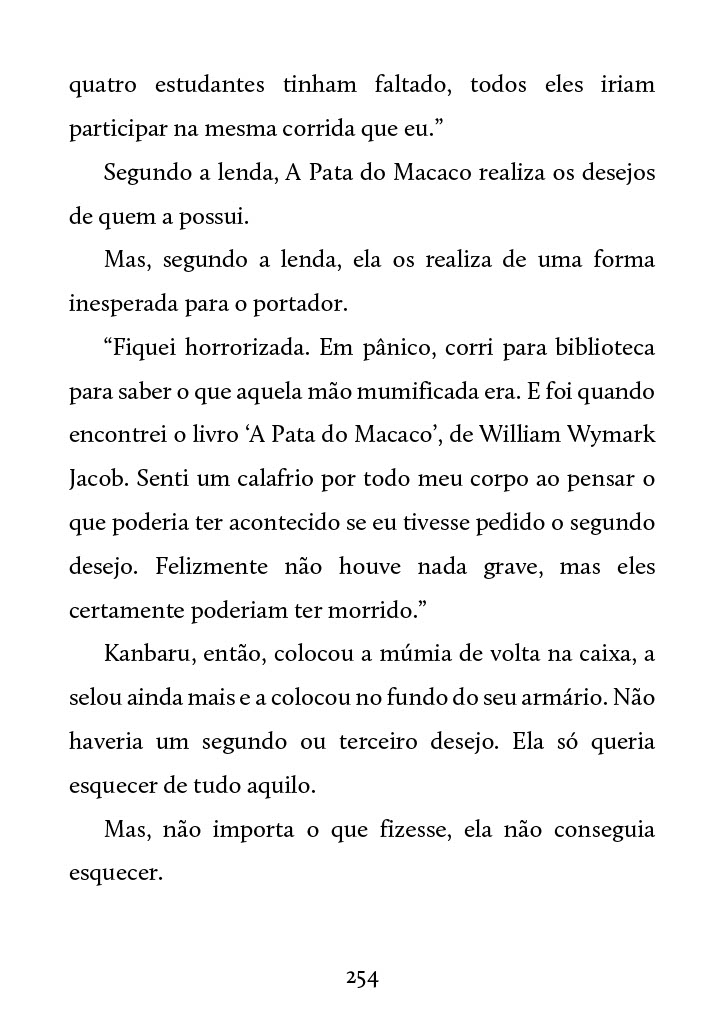 quatro estudantes tinham faltado, todos eles iriam
participar na mesma corrida que eu.”
Segundo a lenda, A Pata do Macaco realiza os desejos
de quem a possui.
Mas, segundo a lenda, ela os realiza de uma forma
inesperada para o portador.
“Fiquei horrorizada. Em pânico, corri para biblioteca
para saber o que aquela mão mumificada era. E foi quando
encontrei o livro ‘A Pata do Macaco’, de William Wymark
Jacob. Senti um calafrio por todo meu corpo ao pensar o
que poderia ter acontecido se eu tivesse pedido o segundo
desejo. Felizmente não houve nada grave, mas eles
certamente poderiam ter morrido.”
Kanbaru, então, colocou a múmia de volta na caixa, a
selou ainda mais e a colocou no fundo do seu armário. Não
haveria um segundo ou terceiro desejo. Ela só queria
esquecer de tudo aquilo.
Mas, não importa o que fizesse, ela não conseguia
esquecer.
254